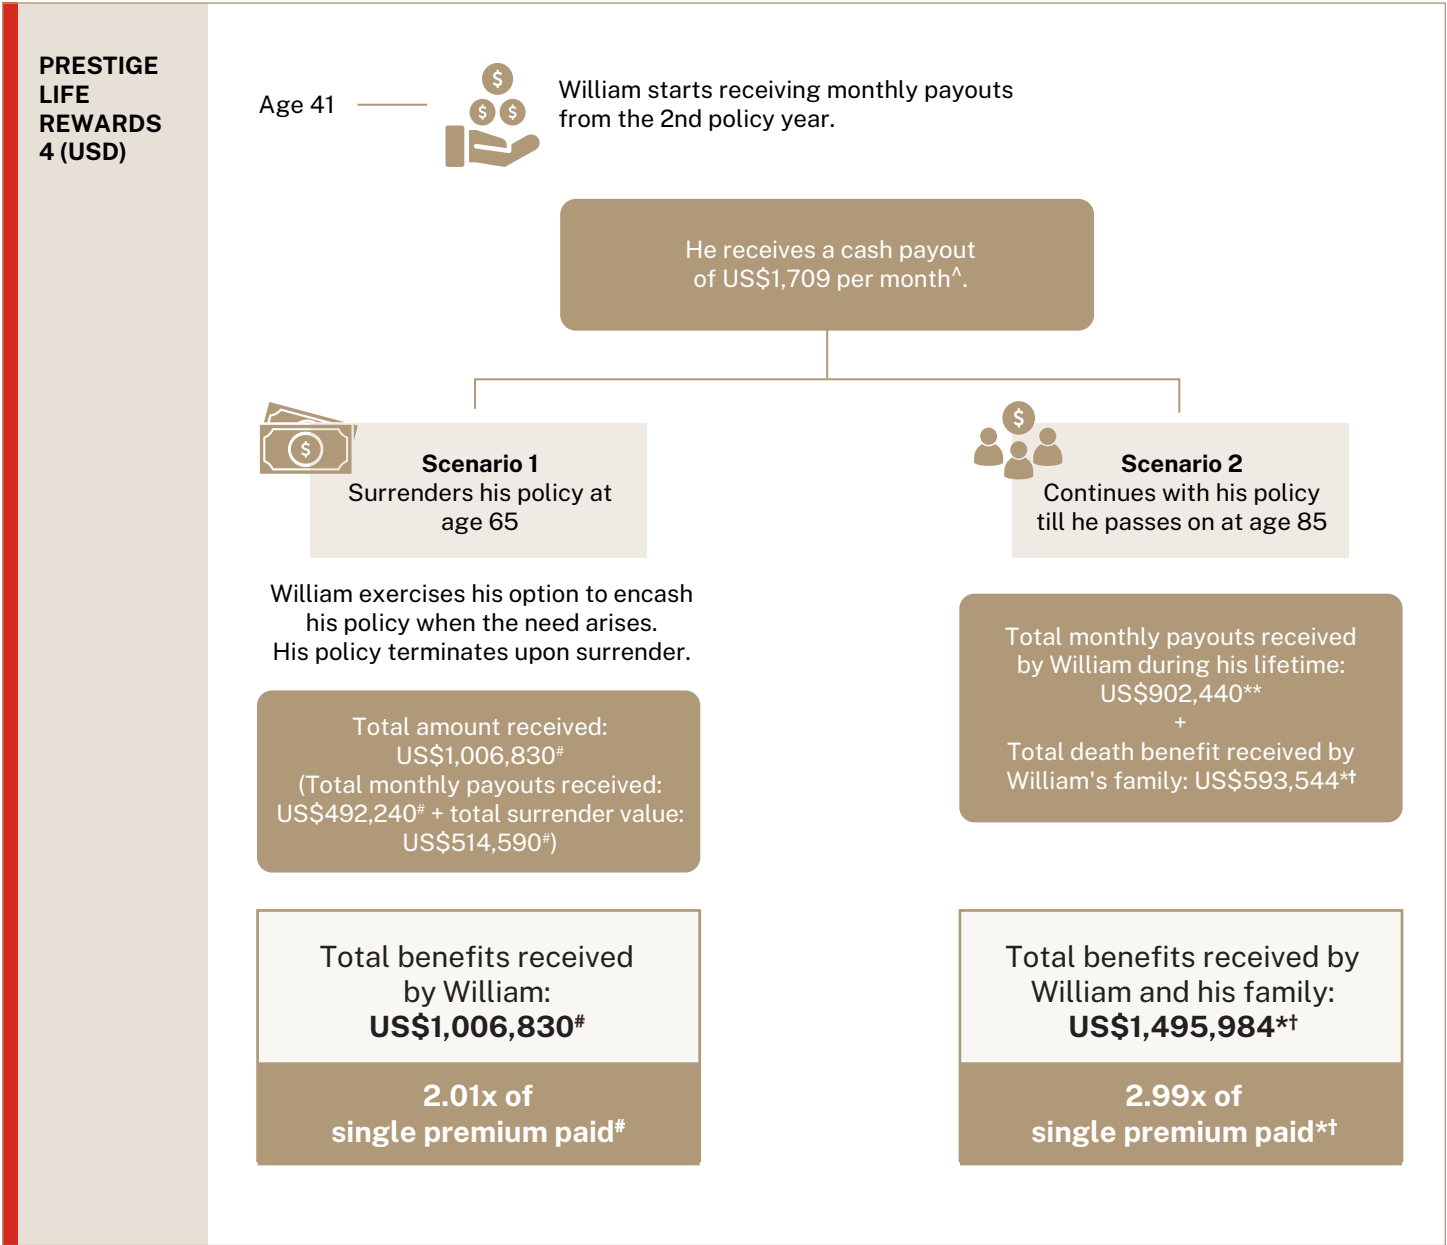 PRESTIGE
LIFE
REWARDS
4 (USD)
Age 41
$
$ $
William starts receiving monthly payouts
from the 2nd policy year.
He receives a cash payout
of US$1,709 per month^.
$
Scenario 1
Surrenders his policy at
age 65
William exercises his option to encash
his policy when the need arises.
His policy terminates upon surrender.
Total amount received:
US$1,006,830#
(Total monthly payouts received:
US$492,240# + total surrender value:
US$514,590#)
Total benefits received
by William:
US$1,006,830#
2.01x of
single premium paid#
$
Scenario 2
Continues with his policy
till he passes on at age 85
Total monthly payouts received
by William during his lifetime:
US$902,440**
+
Total death benefit received by
William's family: US$593,544*†
Total benefits received by
William and his family:
US$1,495,984*†
2.99x of
single premium paid*†